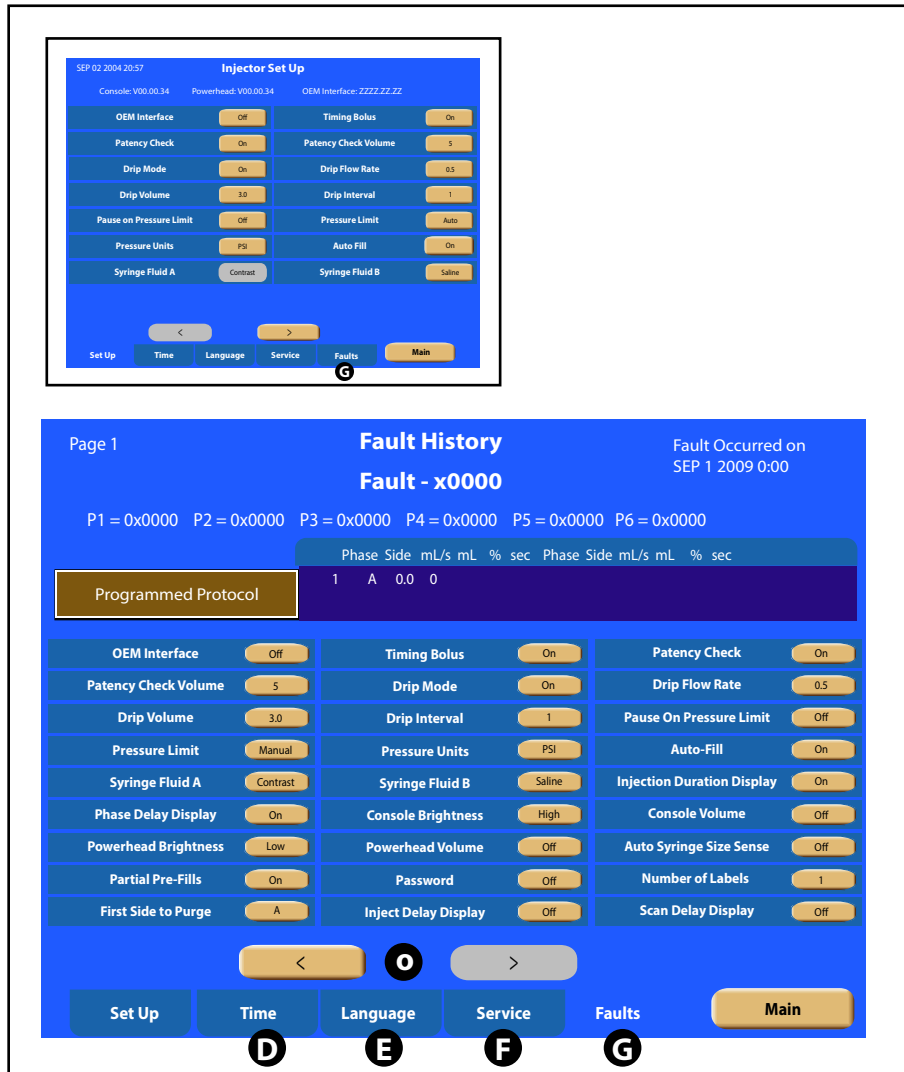 SEP 02 2004 20:57 Injector Set Up
Console: V00.00.34 Powerhead: V00.00.34 OEM Interface: ZZZZ.ZZ.ZZ
OEM Interface Off Timing Bolus On
Patency Check On Patency Check Volume 5
Drip Mode On Drip Flow Rate 0.5
Drip Volume 3.0 Drip Interval 1
Pause on Pressure Limit Off Pressure Limit Auto
Pressure Units PSI Auto Fill On
Syringe Fluid A Contrast Syringe Fluid B Saline
< >
Set Up Time Language Service Faults Main
G
Page 1 Fault History Fault Occurred on
Fault - x0000 SEP 1 2009 0:00
P1 = 0x0000 P2 = 0x0000 P3 = 0x0000 P4 = 0x0000 P5 = 0x0000 P6 = 0x0000
Phase Side mL/s mL % sec Phase Side mL/s mL % sec
Programmed Protocol 1 A 0.0 0
OEM Interface Off Timing Bolus On Patency Check On
Patency Check Volume 5 Drip Mode On Drip Flow Rate 0.5
Drip Volume 3.0 Drip Interval 1 Pause On Pressure Limit Off
Pressure Limit Manual Pressure Units PSI Auto-Fill On
Syringe Fluid A Contrast Syringe Fluid B Saline Injection Duration Display On
Phase Delay Display On Console Brightness High Console Volume Off
Powerhead Brightness Low Powerhead Volume Off Auto Syringe Size Sense Off
Partial Pre-Fills On Password Off Number of Labels 1
First Side to Purge A Inject Delay Display Off Scan Delay Display Off
< O >
Set Up Time Language Service Faults Main
D E F G